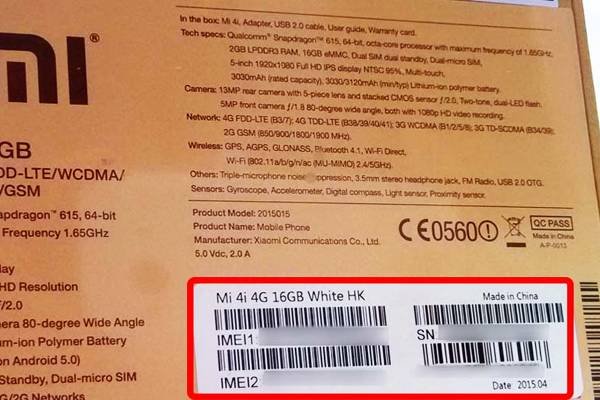 In the box: Mi 4i, Adapter, USB 2.0 cable, User guide, Warranty card.
Tech specs: Qualcomm® Snapdragon™ 615, 64-bit, octa-core processor with maximum frequency of 1.65GHz,
2GB LPDDR3 RAM, 16GB eMMC, Dual SIM dual standby, Dual-micro SIM,
5-inch 1920x1080 Full HD IPS display NTSC 95%, Multi-touch,
3030mAh (rated capacity), 3030/3120mAh (min/typ) Lithium-ion polymer battery.
Camera: 13MP rear camera with 5-piece lens and stacked CMOS sensor ƒ/2.0, Two-tone, dual-LED flash.
5MP front camera ƒ/1.8 80-degree wide angle, both with 1080p HD video recording.
Network: 4G FDD-LTE (B3/7); 4G TDD-LTE (B38/39/40/41); 3G WCDMA (B1/2/5/8); 3G TD-SCDMA (B34/39);
2G GSM (850/900/1800/1900 MHz).
Wireless: GPS, AGPS, GLONASS, Bluetooth 4.1, Wi-Fi Direct,
Wi-Fi (802.11a/b/g/n/ac (MU-MIMO) 2.4/5GHz).
Others: Triple-microphone noise suppression, 3.5mm stereo headphone jack, FM Radio, USB 2.0 OTG.
Sensors: Gyroscope, Accelerometer, Digital compass, Light sensor, Proximity sensor.
Product Model: 2015015
Product Name: Mobile Phone
Manufacturer: Xiaomi Communications Co., Ltd.
5.0 Vdc, 2.0 A
CE0560
QC PASS
Made in China
A-P-0013
MI®
GB
DD-LTE/WCDMA/
/GSM
apdragon™ 615, 64-bit
Frequency 1.65GHz
lay
HD Resolution
f/2.0
era 80-degree Wide Angle
um-ion Polymer Battery
on Android 5.0)
Standby, Dual-micro SIM
G/2G Networks
Mi 4i 4G 16GB White HK
Made in China
IMEI1
SN
IMEI2
Date: 2015.04